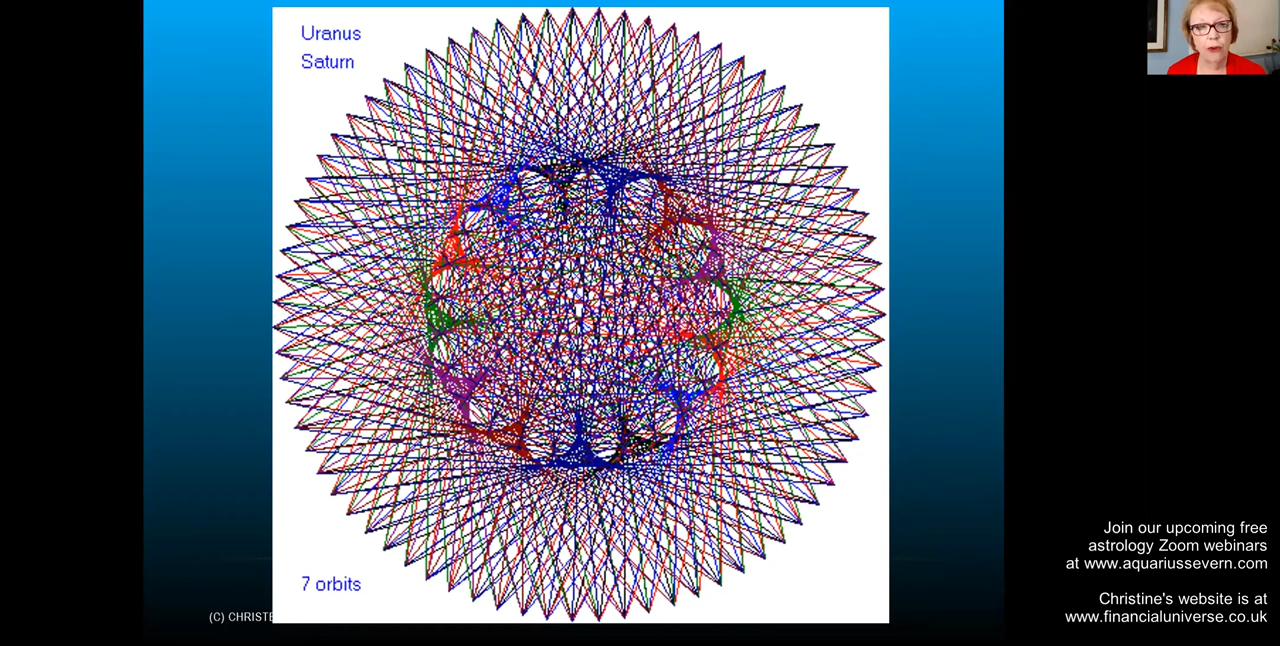 Uranus
Saturn
7 orbits
(C) CHRISTE
Join our upcoming free
astrology Zoom webinars
at www.aquariussevern.com
Christine's website is at
www.financialuniverse.co.uk